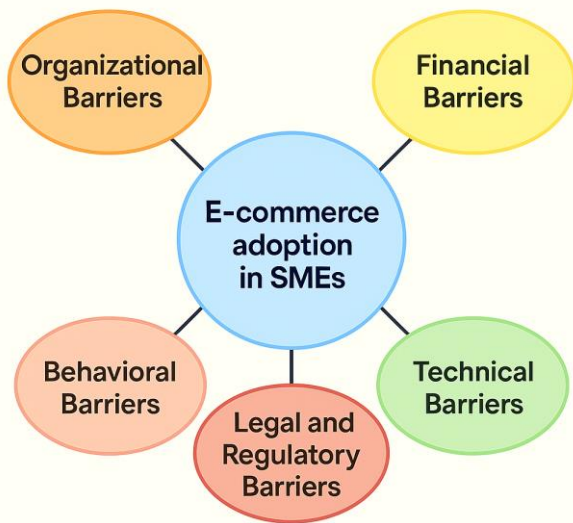 Organizational
Barriers
Financial
Barriers
E-commerce
adoption
in SMEs
Behavioral
Barriers
Legal and
Regulatory
Barriers
Technical
Barriers